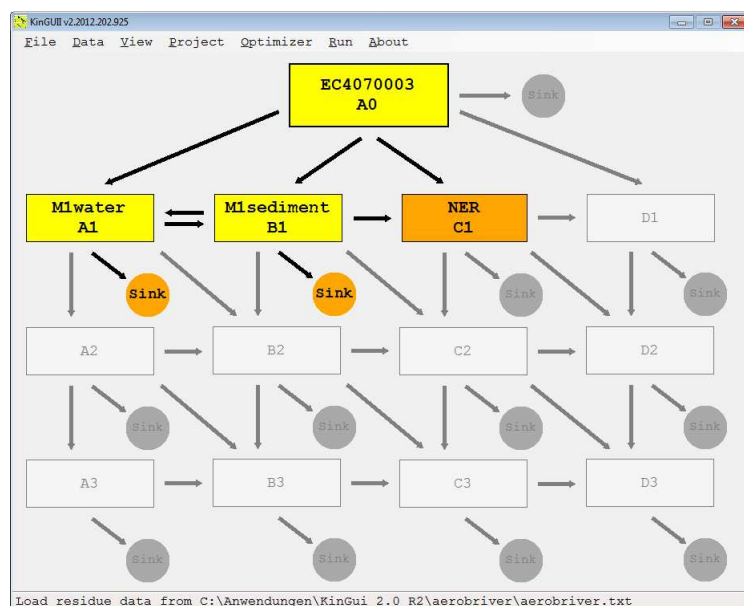 KinGUII v2.2012.202.925
File Data View Project Optimizer Run About
EC4070003
A0
Sink
M1water
A1
M1sediment
B1
NER
C1
D1
Sink
Sink
Sink
Sink
A2
B2
C2
D2
Sink
Sink
Sink
Sink
A3
B3
C3
D3
Sink
Sink
Sink
Sink
Load residue data from C:\Anwendungen\KinGui 2.0 R2\aerobriver\aerobriver.txt